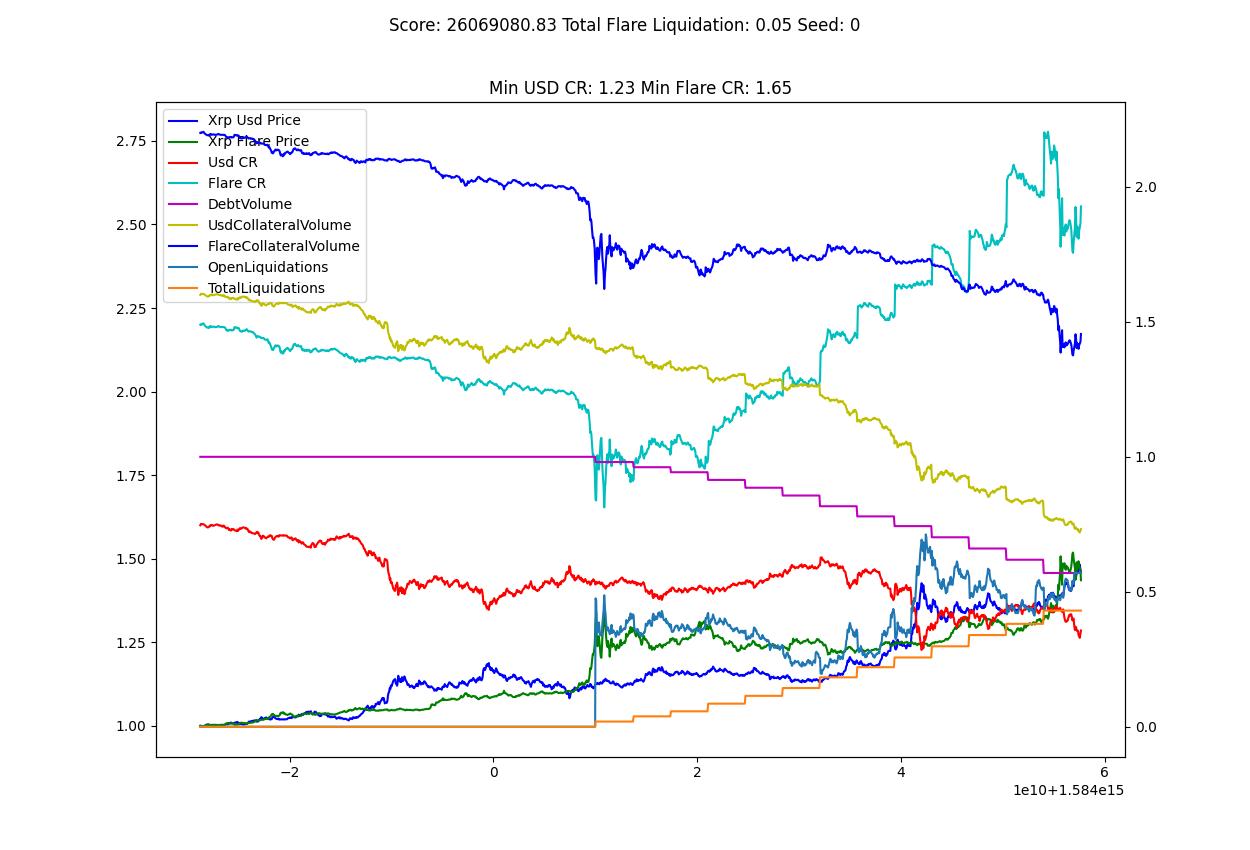 Score: 26069080.83 Total Flare Liquidation: 0.05 Seed: 0
Min USD CR: 1.23 Min Flare CR: 1.65
Xrp Usd Price
Xrp Flare Price
Usd CR
Flare CR
DebtVolume
UsdCollateralVolume
FlareCollateralVolume
OpenLiquidations
TotalLiquidations
2.75
2.50
2.25
2.00
1.75
1.50
1.25
1.00
2.0
1.5
1.0
0.5
0.0
−2 0 2 4 6
1e10+1.584e15